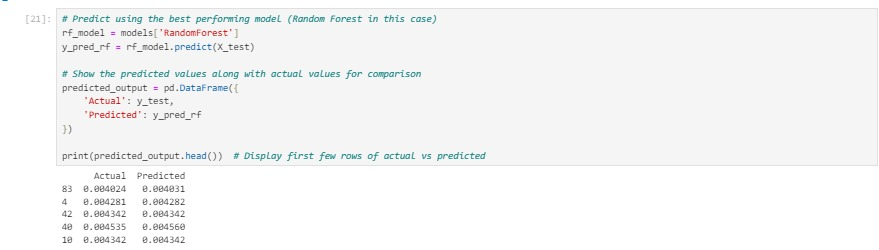 [21]: # Predict using the best performing model (Random Forest in this case)
rf_model = models['RandomForest']
y_pred_rf = rf_model.predict(X_test)
# Show the predicted values along with actual values for comparison
predicted_output = pd.DataFrame({
'Actual': y_test,
'Predicted': y_pred_rf
})
print(predicted_output.head()) # Display first few rows of actual vs predicted
Actual Predicted
83 0.004024 0.004031
4 0.004281 0.004282
42 0.004342 0.004342
40 0.004535 0.004560
10 0.004342 0.004342